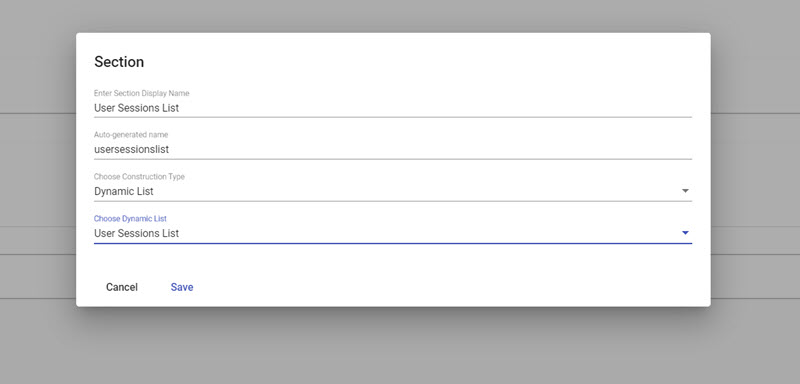 Section
Enter Section Display Name
User Sessions List
Auto-generated name
usersessionslist
Choose Construction Type
Dynamic List
Choose Dynamic List
User Sessions List
Cancel Save